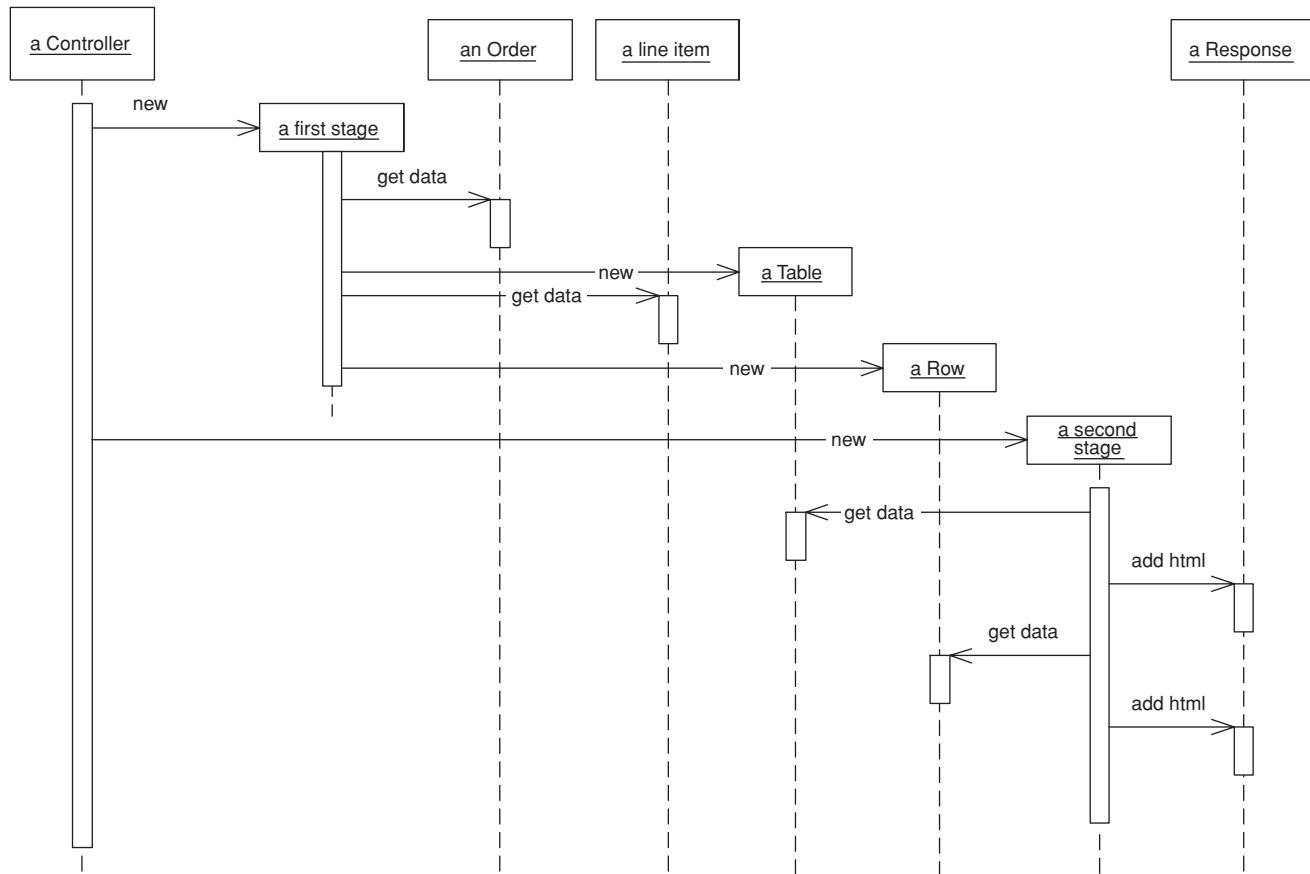 a Controller
an Order
a line item
a Response
new
a first stage
get data
new
a Table
get data
new
a Row
new
a second
stage
get data
add html
get data
add html